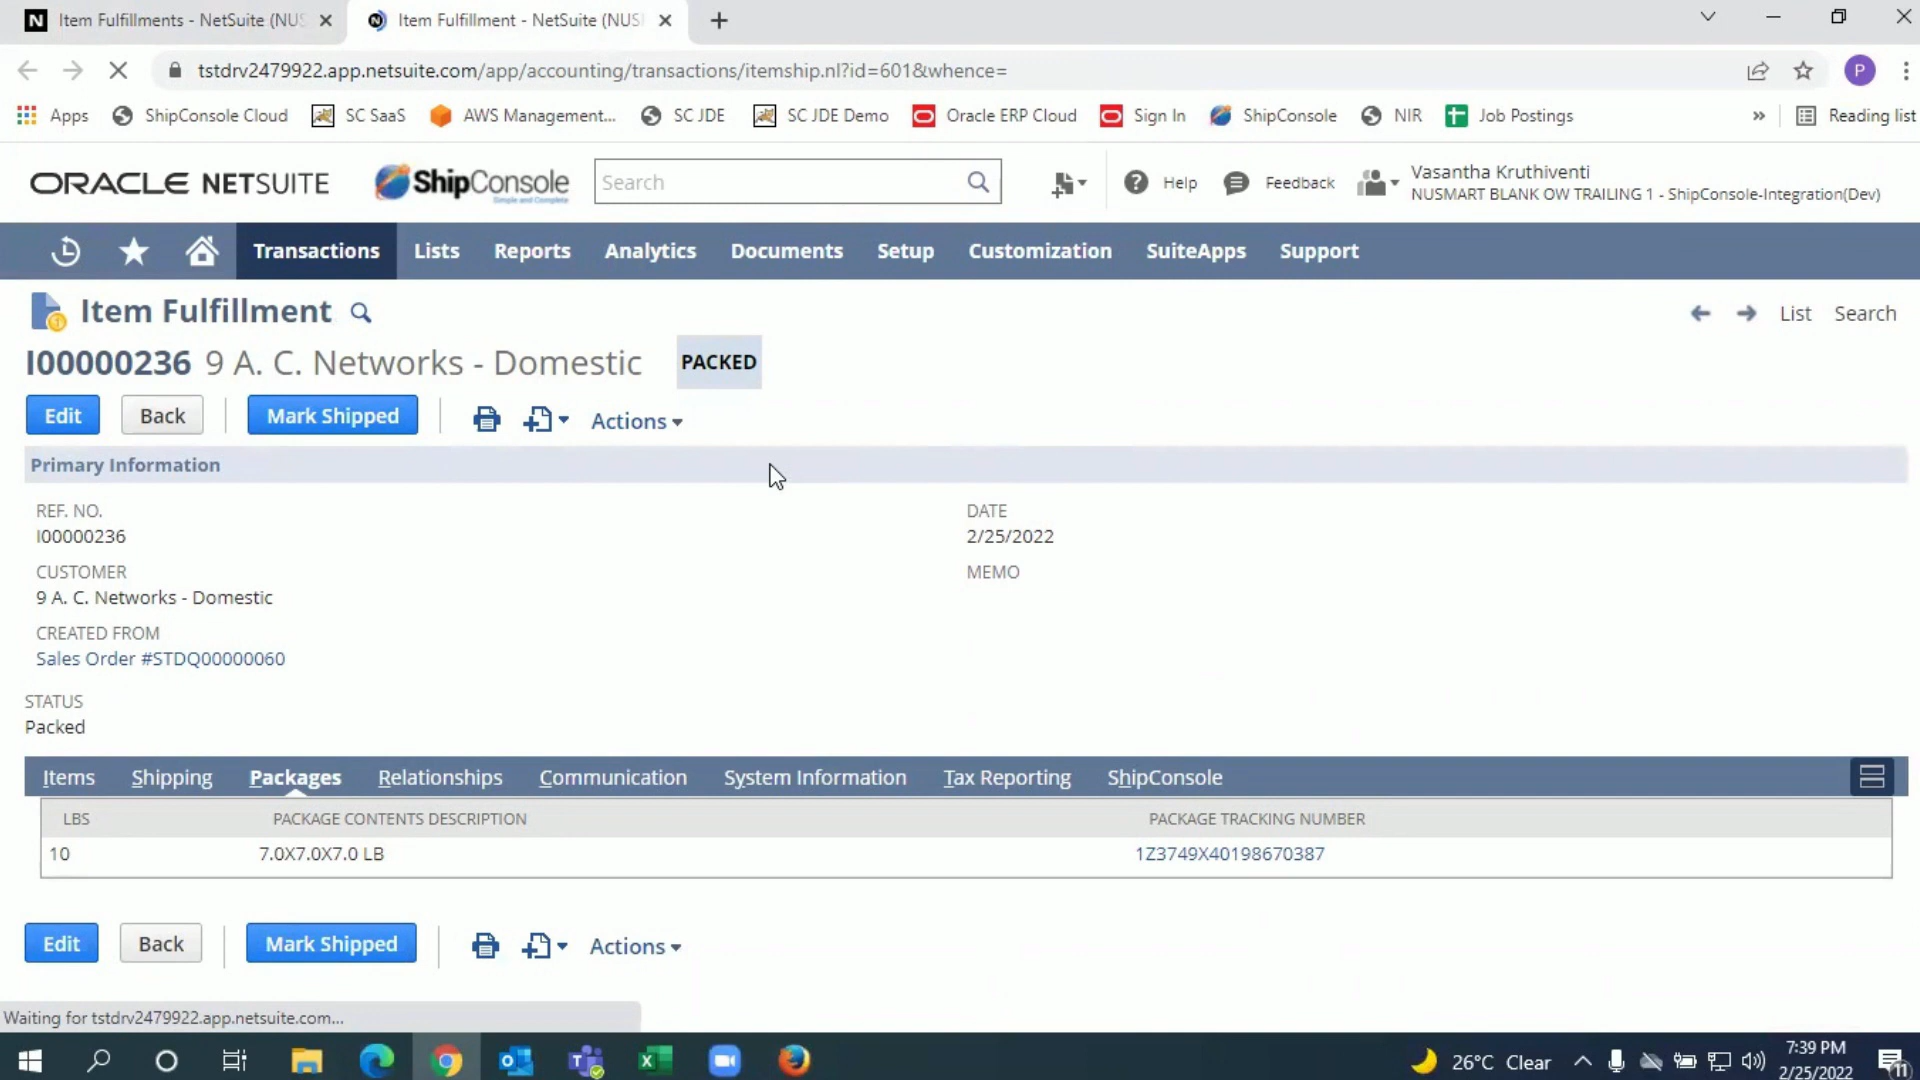 Item Fulfillments - NetSuite (NUS
Item Fulfillment - NetSuite (NUS
tstdrv2479922.app.netsuite.com/app/accounting/transactions/itemship.nl?id=601&whence=
P
Apps
ShipConsole Cloud
SC SaaS
AWS Management...
SC JDE
SC JDE Demo
Oracle ERP Cloud
Sign In
ShipConsole
NIR
Job Postings
»
Reading list
ORACLE NETSUITE
ShipConsole
Simple and Complete
Search
Help
Feedback
Vasantha Kruthiventi
NUSMART BLANK OW TRAILING 1 - ShipConsole-Integration(Dev)
Transactions
Lists
Reports
Analytics
Documents
Setup
Customization
SuiteApps
Support
Item Fulfillment
List
Search
I00000236 9 A. C. Networks - Domestic
PACKED
Edit
Back
Mark Shipped
Actions
Primary Information
REF. NO.
I00000236
CUSTOMER
9 A. C. Networks - Domestic
CREATED FROM
Sales Order #STDQ00000060
STATUS
Packed
DATE
2/25/2022
MEMO
Items
Shipping
Packages
Relationships
Communication
System Information
Tax Reporting
ShipConsole
LBS
PACKAGE CONTENTS DESCRIPTION
PACKAGE TRACKING NUMBER
10
7.0X7.0X7.0 LB
1Z3749X40198670387
Edit
Back
Mark Shipped
Actions
Waiting for tstdrv2479922.app.netsuite.com...
26°C Clear
7:39 PM
2/25/2022
11